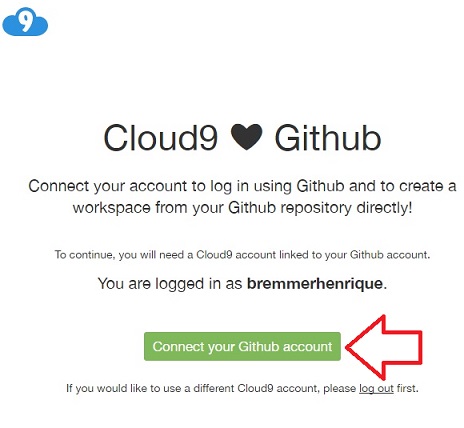 9
Cloud9 ♥ Github
Connect your account to log in using Github and to create a
workspace from your Github repository directly!
To continue, you will need a Cloud9 account linked to your Github account.
You are logged in as bremmerhenrique.
Connect your Github account
If you would like to use a different Cloud9 account, please log out first.